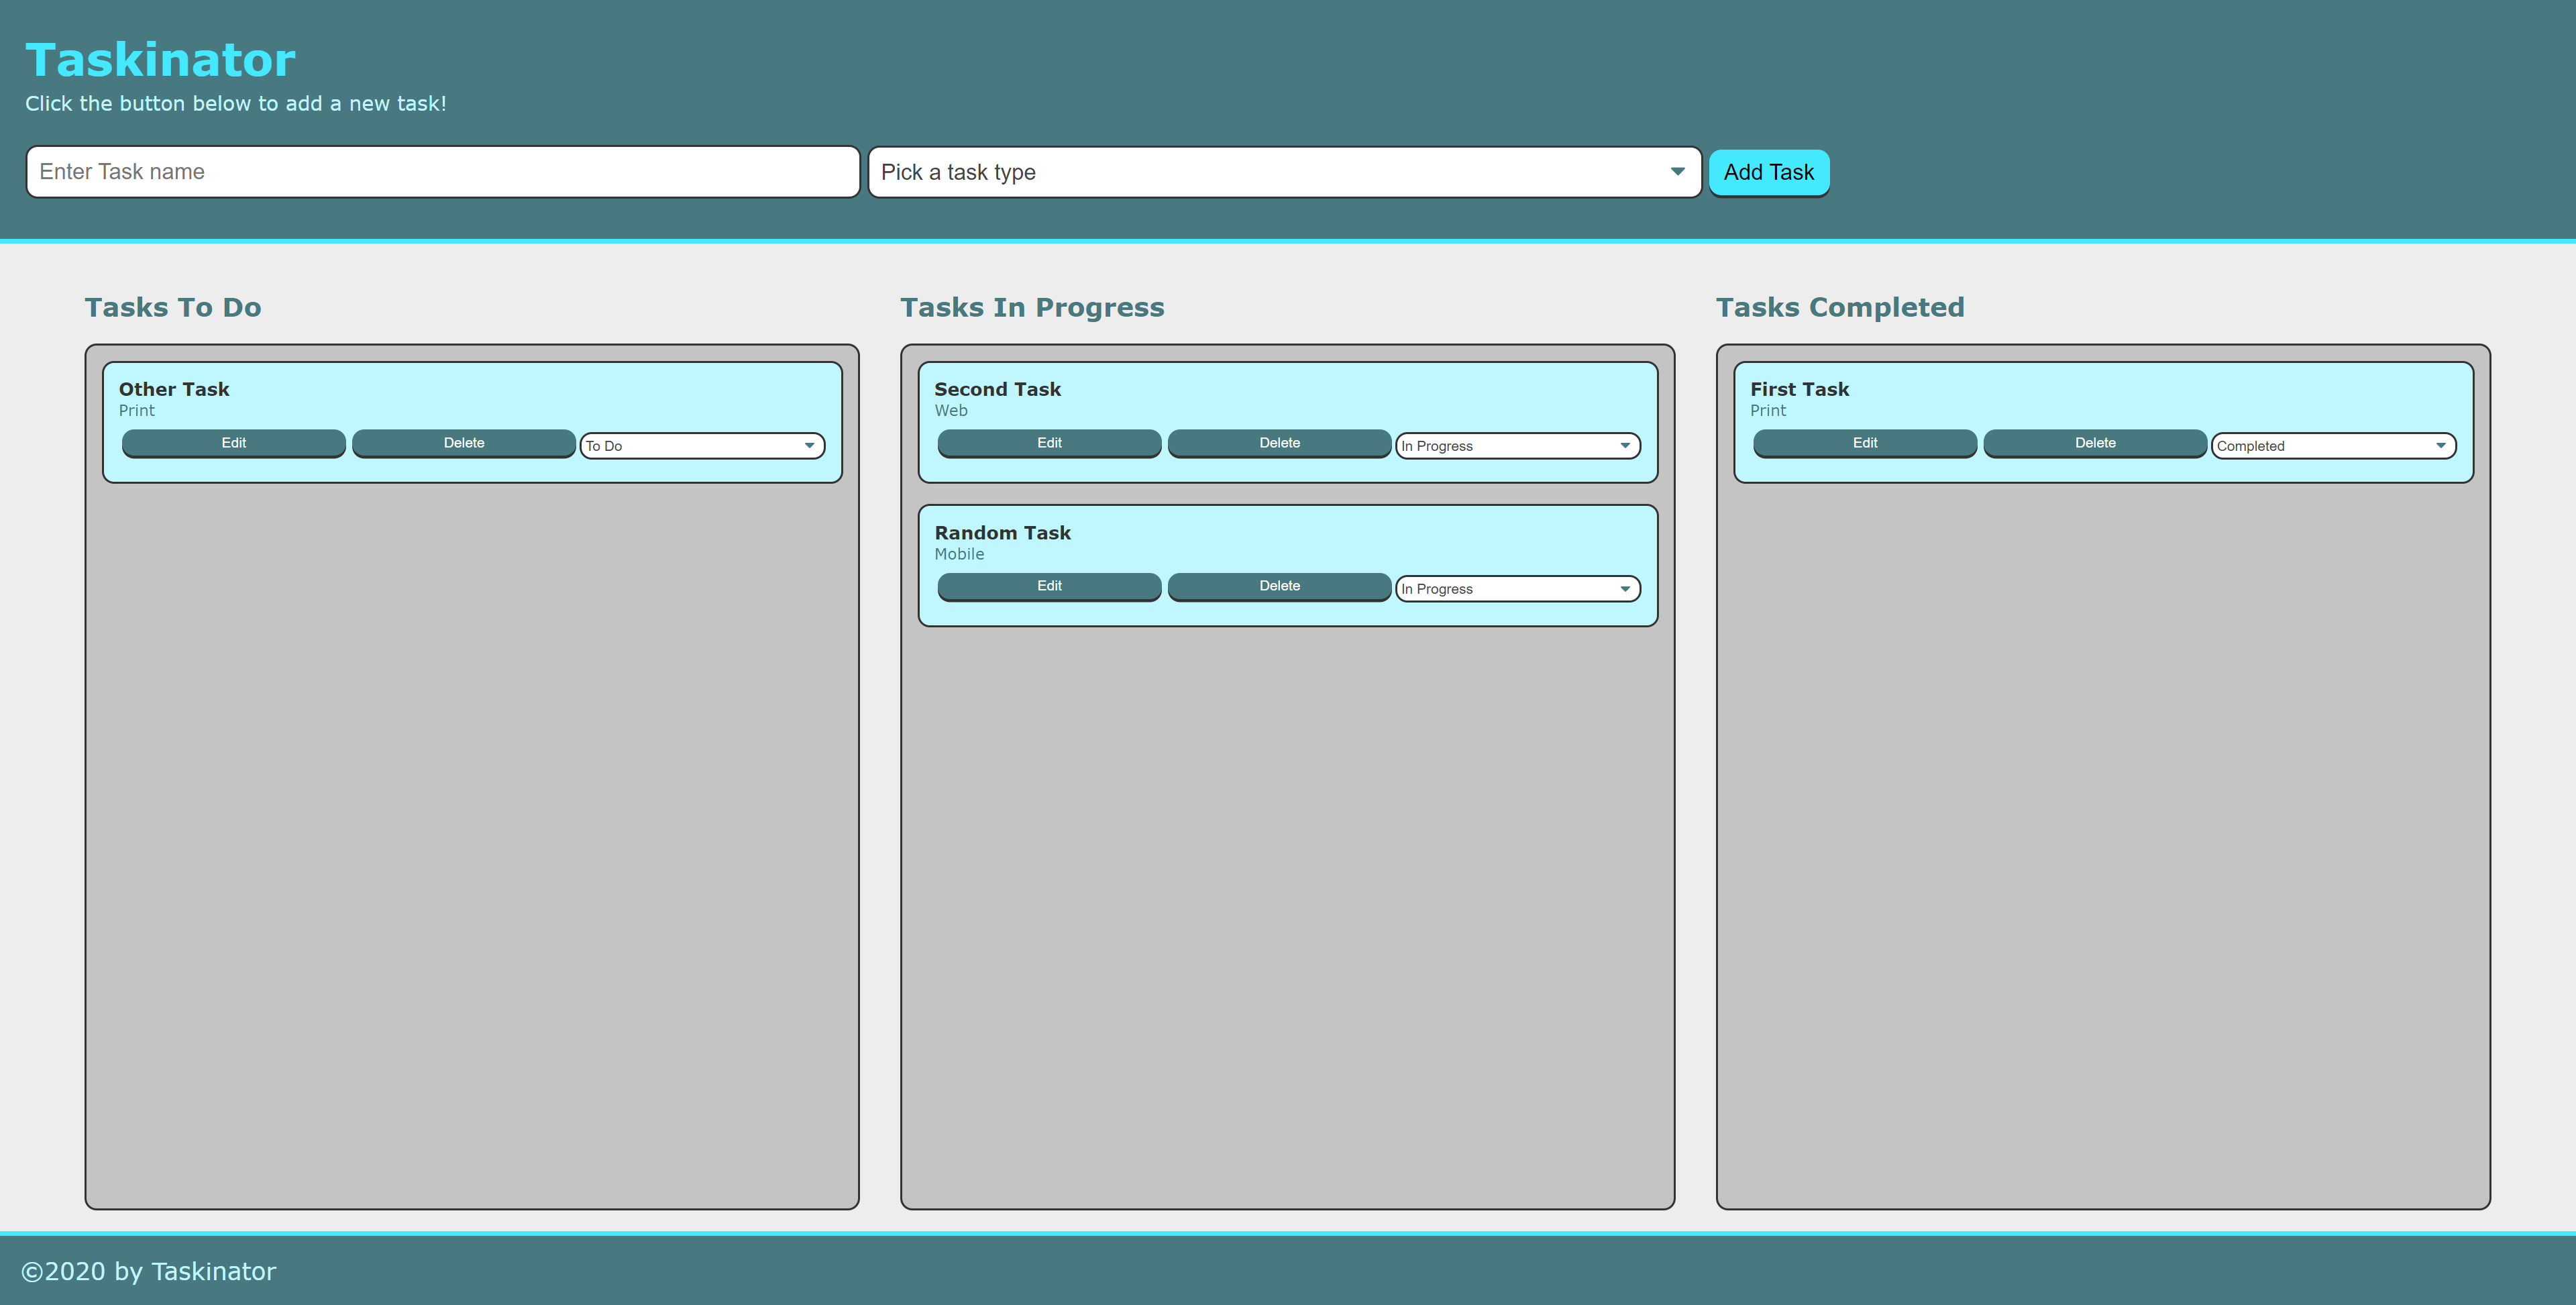 Taskinator
Click the button below to add a new task!
Enter Task name
Pick a task type
Add Task
Tasks To Do
Other Task
Print
Edit Delete To Do
Tasks In Progress
Second Task
Web
Edit Delete In Progress
Random Task
Mobile
Edit Delete In Progress
Tasks Completed
First Task
Print
Edit Delete Completed
©2020 by Taskinator